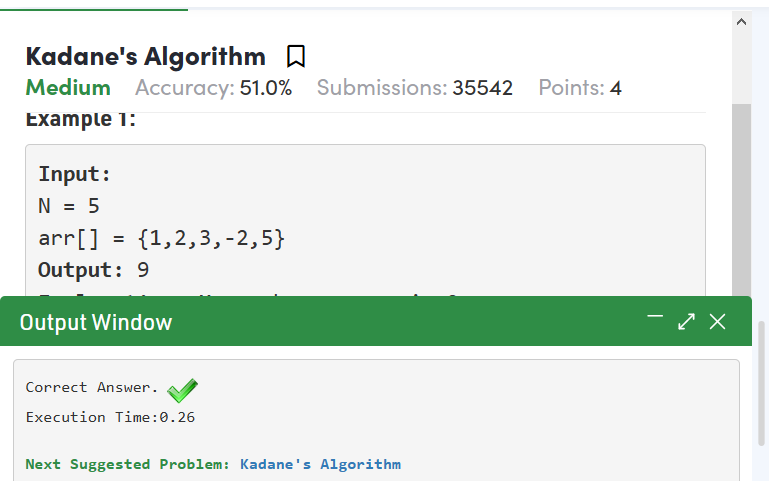 Kadane's Algorithm
Medium Accuracy: 51.0% Submissions: 35542 Points: 4
Example 1:
Input:
N = 5
arr[] = {1,2,3,-2,5}
Output: 9
Output Window
Correct Answer.
Execution Time:0.26
Next Suggested Problem: Kadane's Algorithm